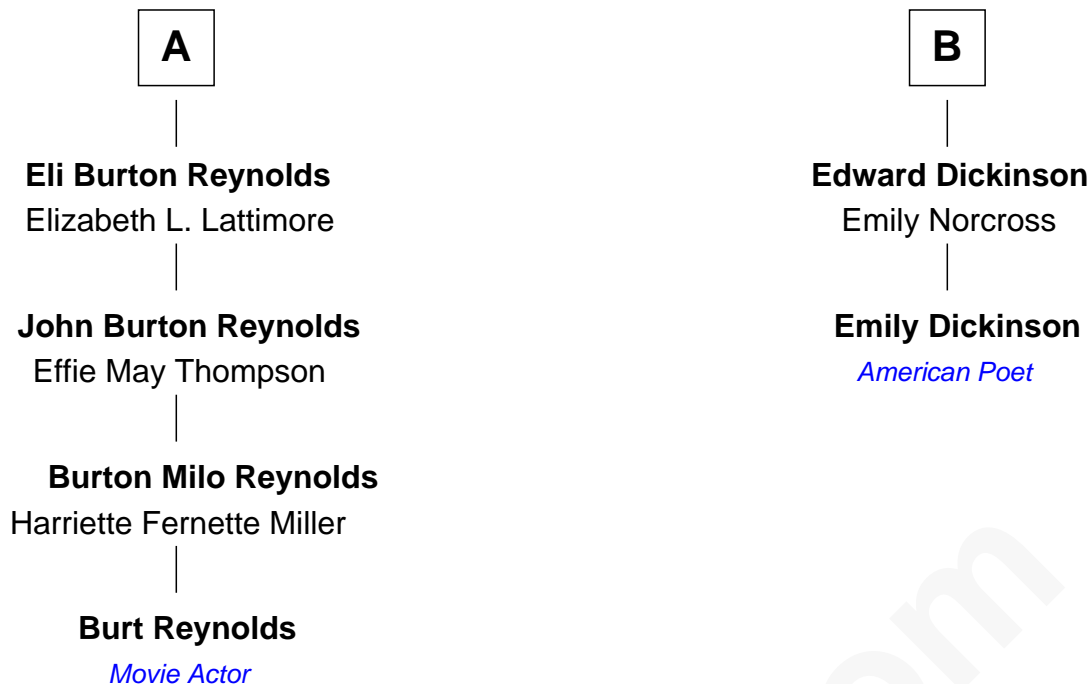 A
Eli Burton Reynolds
Elizabeth L. Lattimore
John Burton Reynolds
Effie May Thompson
Burton Milo Reynolds
Harriette Fernette Miller
Burt Reynolds
Movie Actor
B
Edward Dickinson
Emily Norcross
Emily Dickinson
American Poet
om